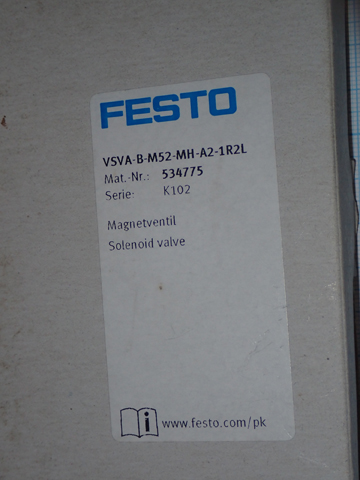 FESTO
VSVA-B-M52-MH-A2-1R2L
Mat.-Nr.: 534775
Serie: K102
Magnetventil
Solenoid valve
www.festo.com/pk